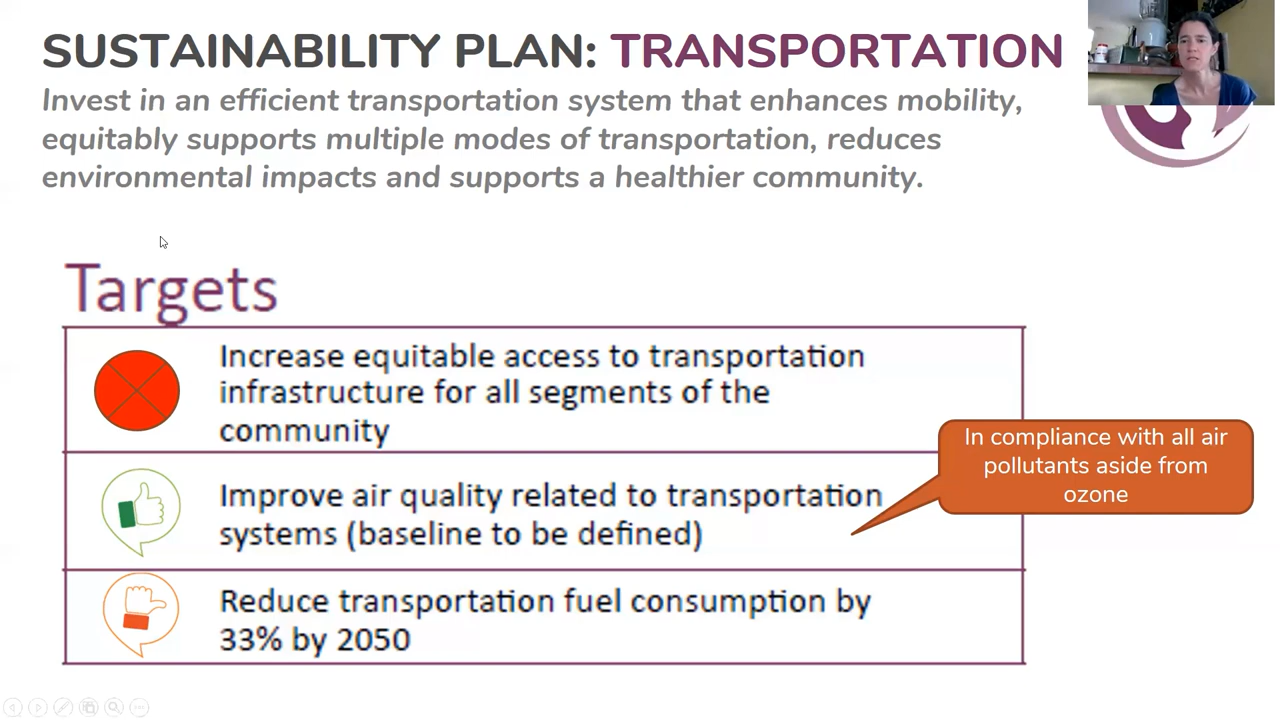 SUSTAINABILITY PLAN: TRANSPORTATION
Invest in an efficient transportation system that enhances mobility,
equitably supports multiple modes of transportation, reduces
environmental impacts and supports a healthier community.
Targets
Increase equitable access to transportation
infrastructure for all segments of the
community
Improve air quality related to transportation
systems (baseline to be defined)
In compliance with all air
pollutants aside from
ozone
Reduce transportation fuel consumption by
33% by 2050